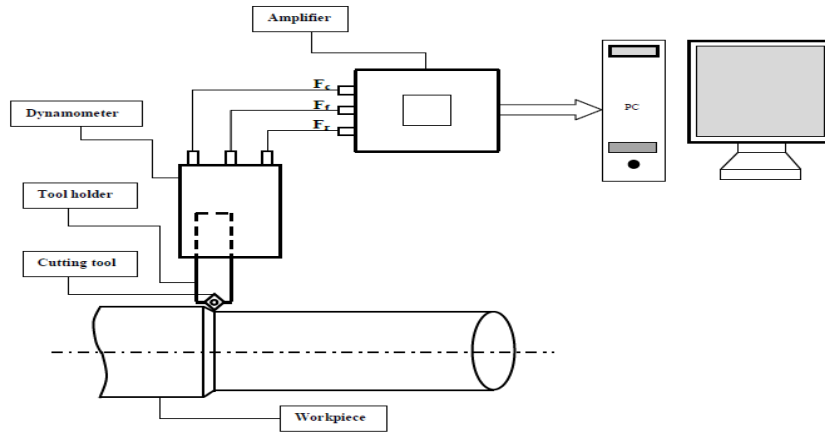 Amplifier
Fc
Ff
Fr
PC
Dynamometer
Tool holder
Cutting tool
Workpiece